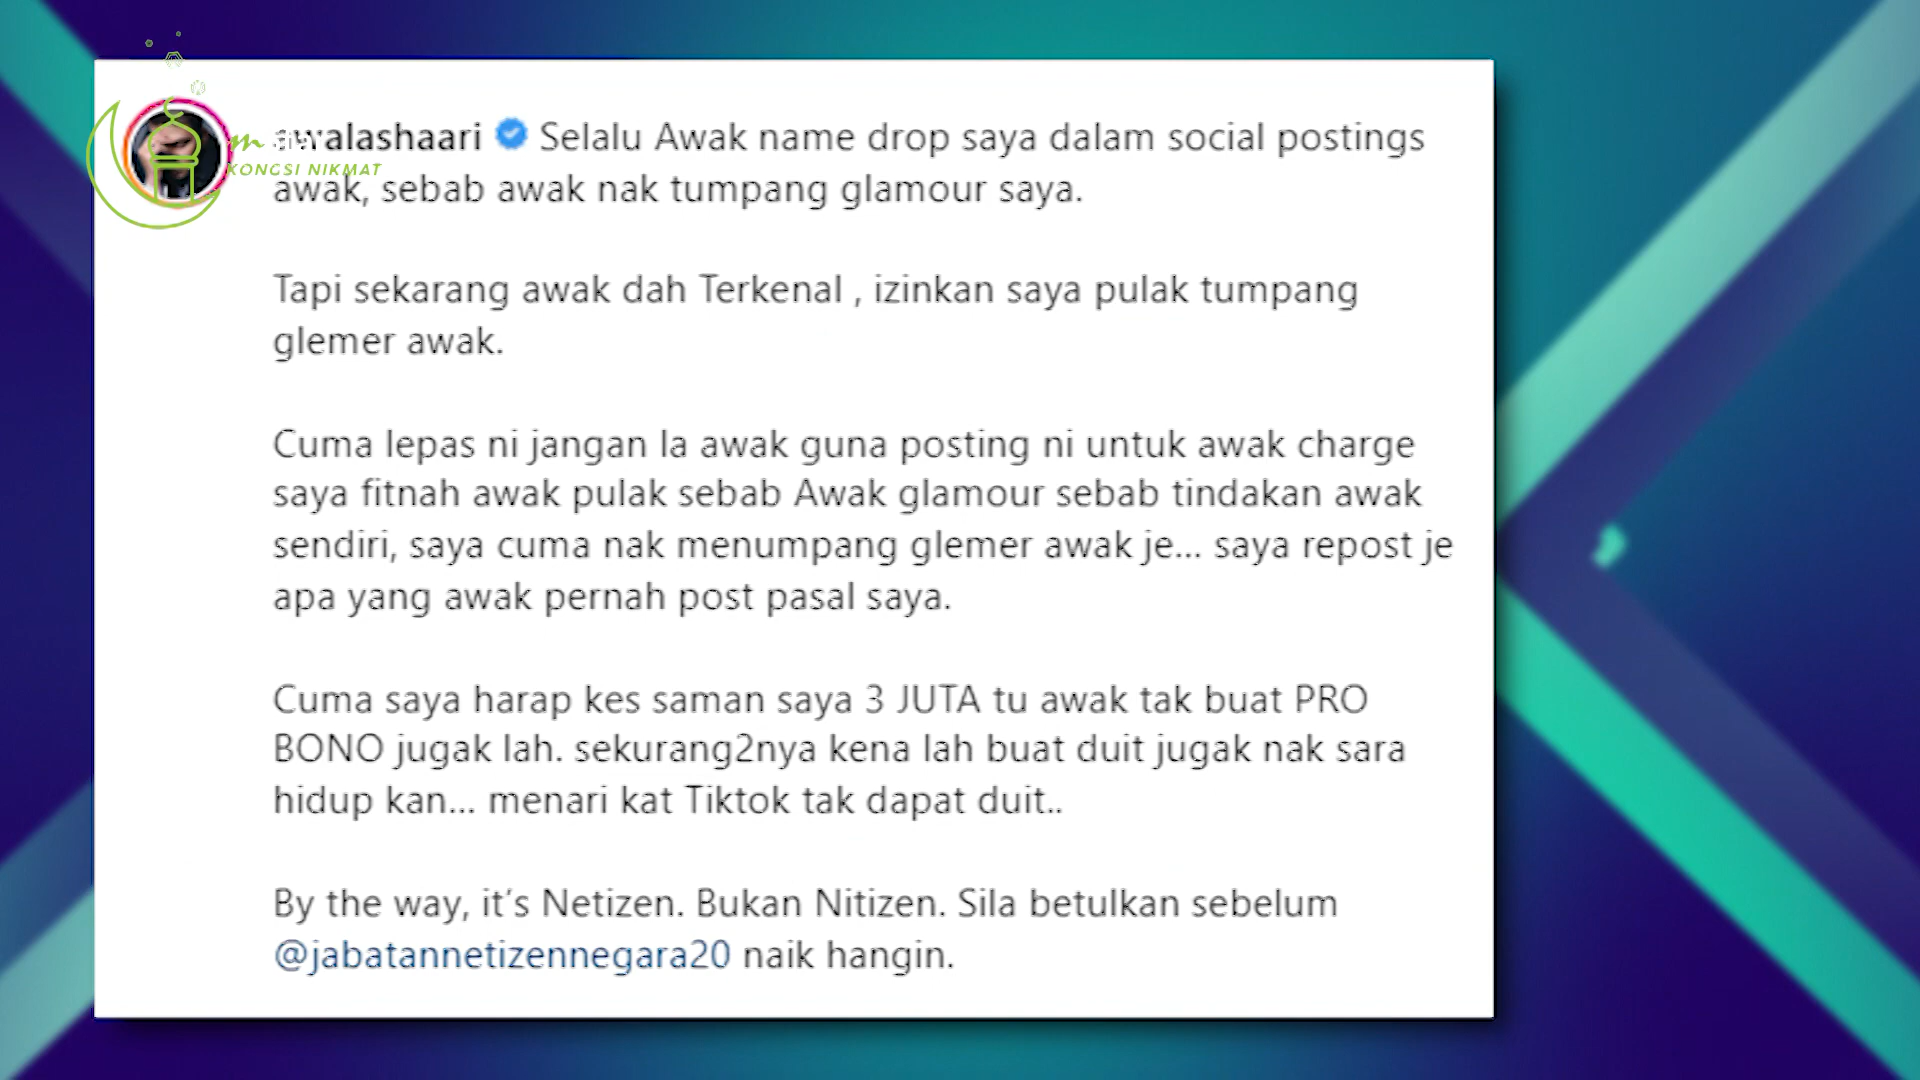 awalashaari Selalu Awak name drop saya dalam social postings
KONGSI NIKMAT
awak, sebab awak nak tumpang glamour saya.
Tapi sekarang awak dah Terkenal , izinkan saya pulak tumpang
glemer awak.
Cuma lepas ni jangan la awak guna posting ni untuk awak charge
saya fitnah awak pulak sebab Awak glamour sebab tindakan awak
sendiri, saya cuma nak menumpang glemer awak je... saya repost je
apa yang awak pernah post pasal saya.
Cuma saya harap kes saman saya 3 JUTA tu awak tak buat PRO
BONO jugak lah. sekurang2nya kena lah buat duit jugak nak sara
hidup kan... menari kat Tiktok tak dapat duit..
By the way, it's Netizen. Bukan Nitizen. Sila betulkan sebelum
@jabatannetizennegara20 naik hangin.